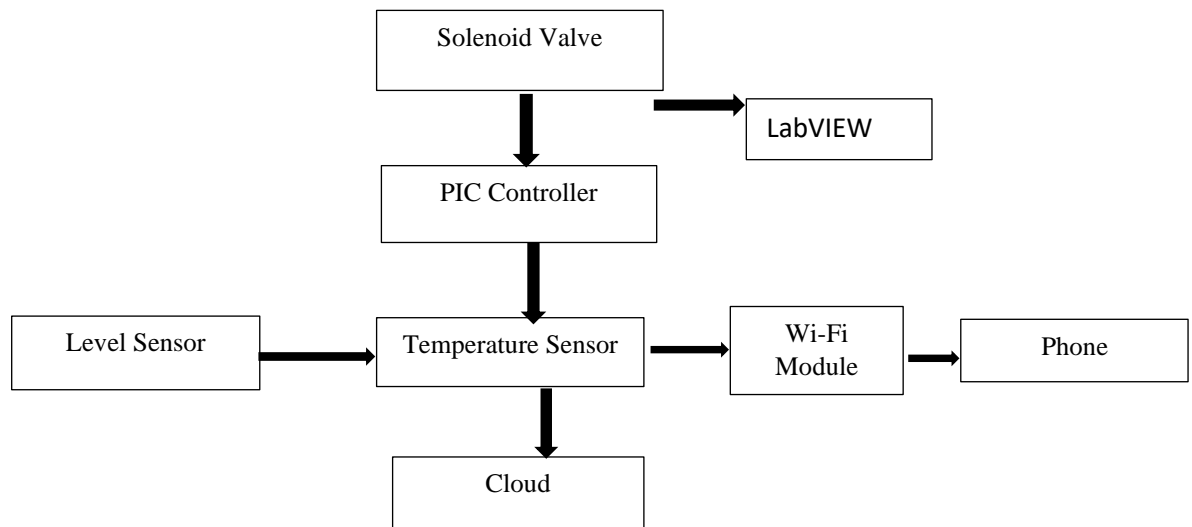 Solenoid Valve
LabVIEW
PIC Controller
Level Sensor
Temperature Sensor
Wi-Fi
Module
Phone
Cloud